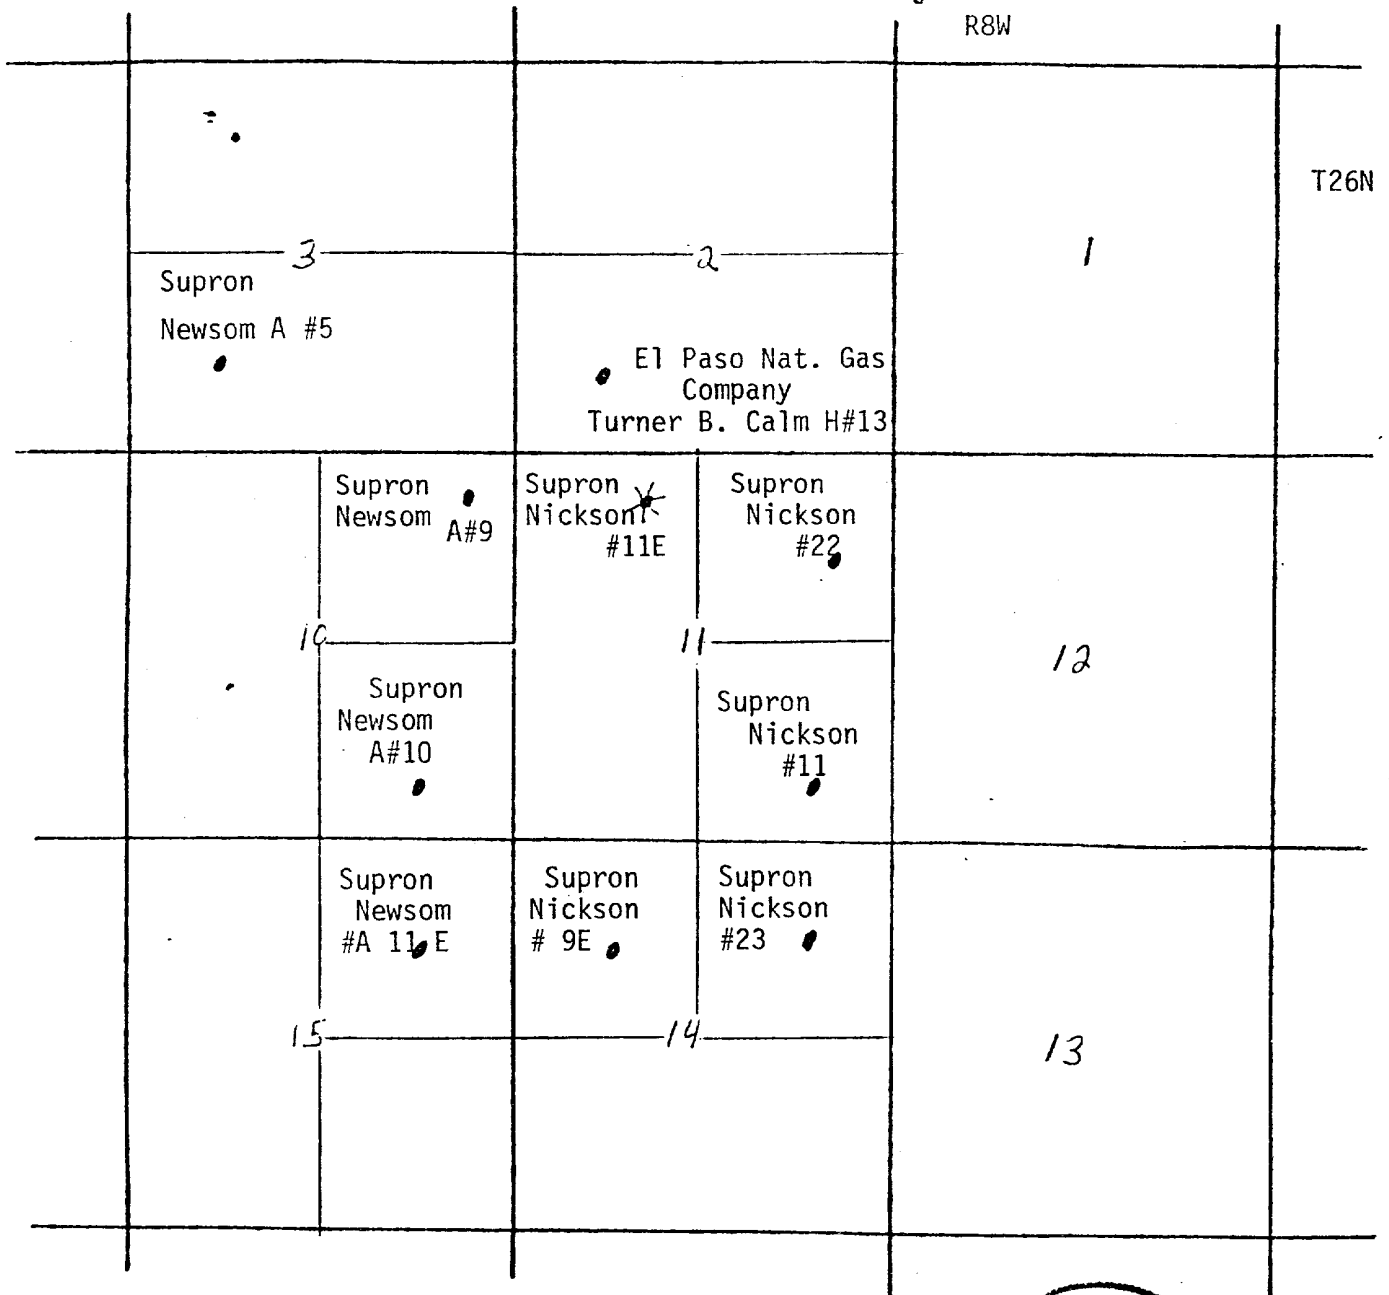 R8W
T26N
3
2
1
Supron
Newsom A #5
El Paso Nat. Gas
Company
Turner B. Calm H#13
Supron
Newsom
A#9
Supron
Nickson
#11E
Supron
Nickson
#22
10
11
12
Supron
Newsom
A#10
Supron
Nickson
#11
Supron
Newsom
#A 11 E
Supron
Nickson
# 9E
Supron
Nickson
#23
15
14
13